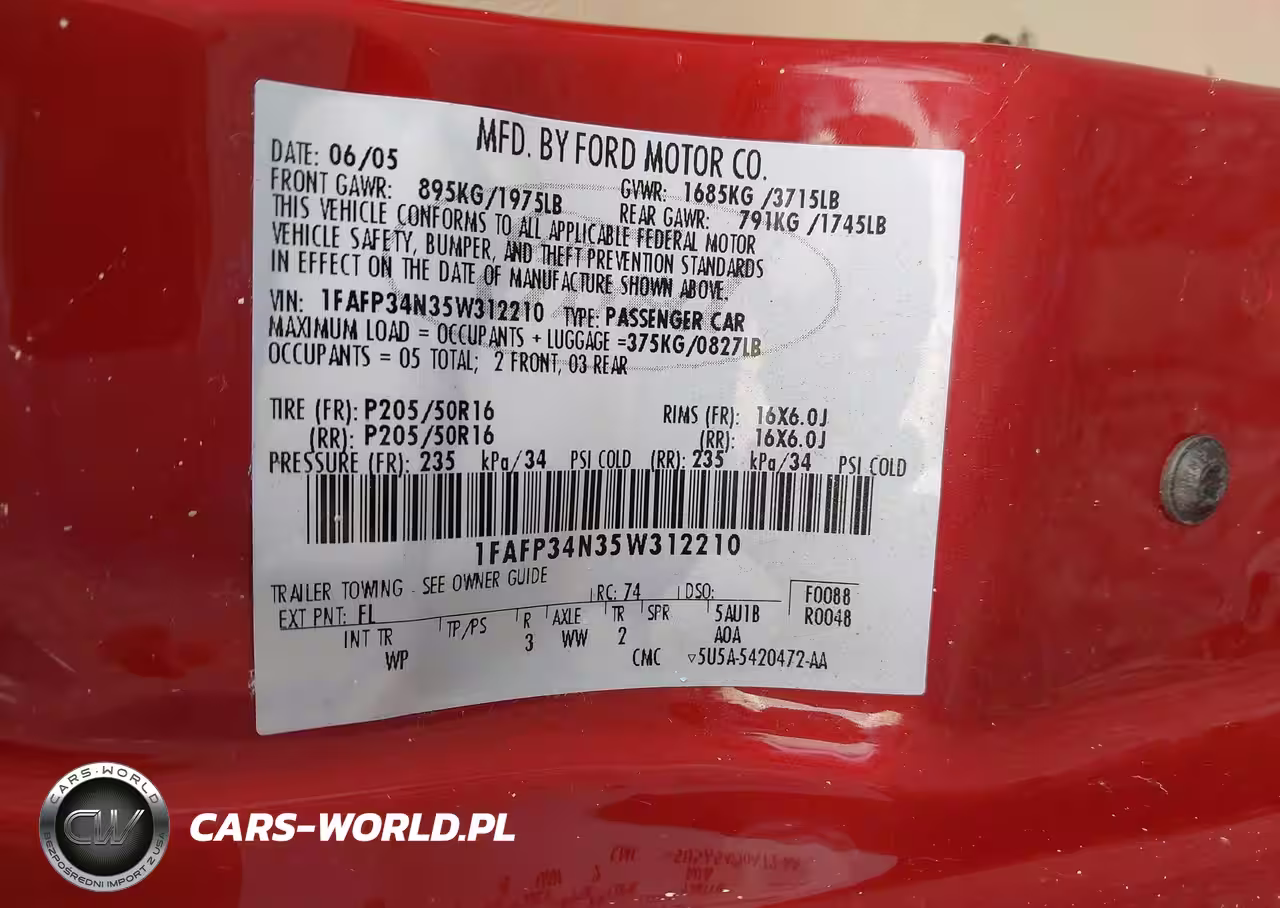 MFD. BY FORD MOTOR CO.
DATE: 06/05
FRONT GAWR: 895KG/1975LB
GVWR: 1685KG /3715LB
REAR GAWR: 791KG /1745LB
THIS VEHICLE CONFORMS TO ALL APPLICABLE FEDERAL MOTOR
VEHICLE SAFETY, BUMPER, AND THEFT PREVENTION STANDARDS
IN EFFECT ON THE DATE OF MANUFACTURE SHOWN ABOVE.
VIN: 1FAFP34N35W312210 TYPE: PASSENGER CAR
MAXIMUM LOAD = OCCUPANTS + LUGGAGE =375KG/0827LB
OCCUPANTS = 05 TOTAL; 2 FRONT, 03 REAR
TIRE (FR): P205/50R16 RIMS (FR): 16X6.0J
(RR): P205/50R16 (RR): 16X6.0J
PRESSURE (FR): 235 kPa/34 PSI COLD (RR): 235 kPa/34 PSI COLD
1FAFP34N35W312210
TRAILER TOWING - SEE OWNER GUIDE
RC: 74 DSO:
F0088
R0048
EXT PNT: FL
INT TR TP/PS R AXLE TR SPR 5AU1B
WP 3 WW 2 A0A
CMC ▽5U5A-5420472-AA
CARS-WORLD
CW
BEZPOŚREDNI IMPORT Z USA
CARS-WORLD.PL